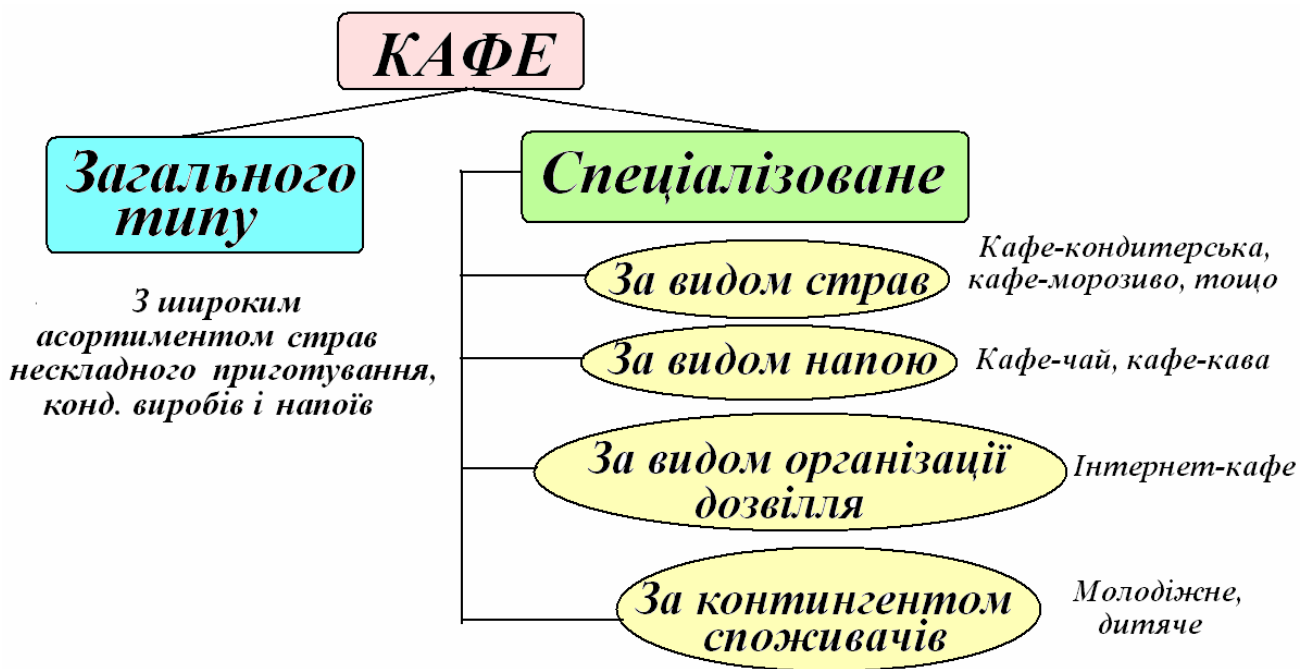 КАФЕ
Загального
типу
З широким
асортиментом страв
нескладного приготування,
конд. виробів і напоїв
Спеціалізоване
За видом страв
Кафе-кондитерська,
кафе-морозиво, тощо
За видом напою
Кафе-чай, кафе-кава
За видом організації
дозвілля
Інтернет-кафе
За контингентом
споживачів
Молодіжне,
дитяче